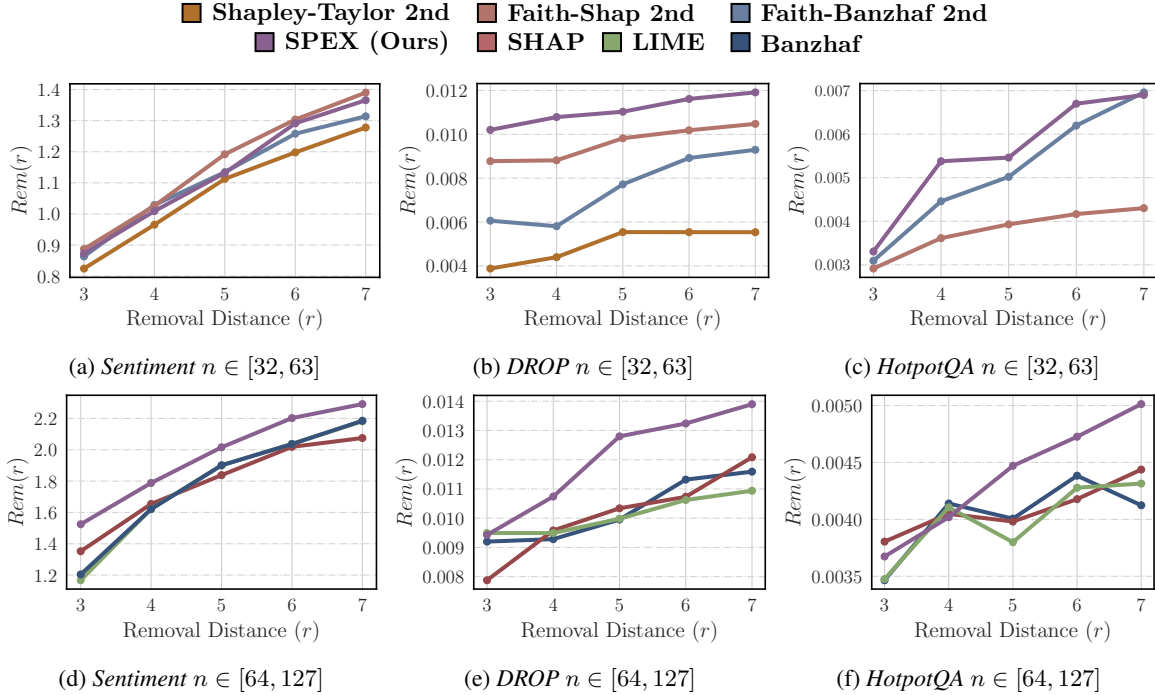 Shapley-Taylor 2nd Faith-Shap 2nd Faith-Banzhaf 2nd
SPEX (Ours) SHAP LIME Banzhaf
1.4
1.3
1.2
1.1
1.0
0.9
0.8
Rem(r)
3 4 5 6 7
Removal Distance (r)
(a) Sentiment n ∈ [32, 63]
0.012
0.010
0.008
0.006
0.004
Rem(r)
3 4 5 6 7
Removal Distance (r)
(b) DROP n ∈ [32, 63]
0.007
0.006
0.005
0.004
0.003
Rem(r)
3 4 5 6 7
Removal Distance (r)
(c) HotpotQA n ∈ [32, 63]
2.2
2.0
1.8
1.6
1.4
1.2
Rem(r)
3 4 5 6 7
Removal Distance (r)
(d) Sentiment n ∈ [64, 127]
0.014
0.013
0.012
0.011
0.010
0.009
0.008
Rem(r)
3 4 5 6 7
Removal Distance (r)
(e) DROP n ∈ [64, 127]
0.0050
0.0045
0.0040
0.0035
Rem(r)
3 4 5 6 7
Removal Distance (r)
(f) HotpotQA n ∈ [64, 127]